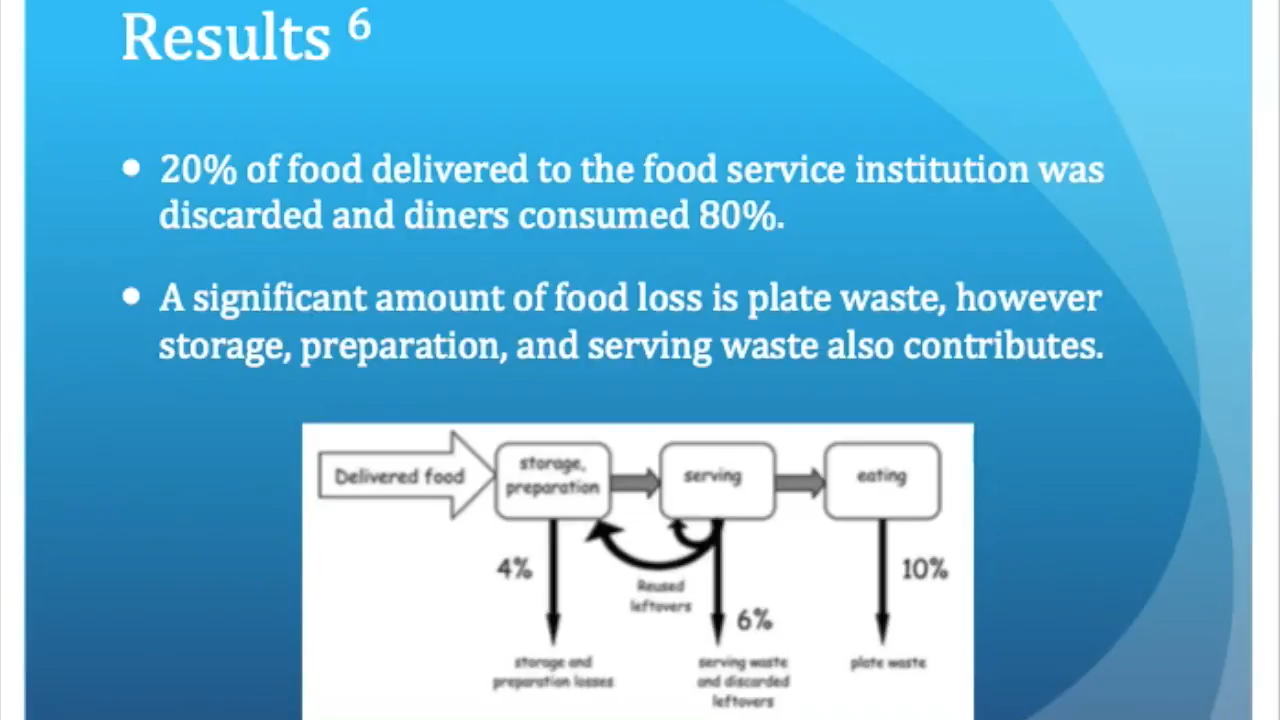 Results 6
• 20% of food delivered to the food service institution was
discarded and diners consumed 80%.
• A significant amount of food loss is plate waste, however
storage, preparation, and serving waste also contributes.
Delivered food
storage,
preparation
serving
eating
4%
Reused
leftovers
6%
10%
storage and
preparation losses
serving waste
and discarded
leftovers
plate waste